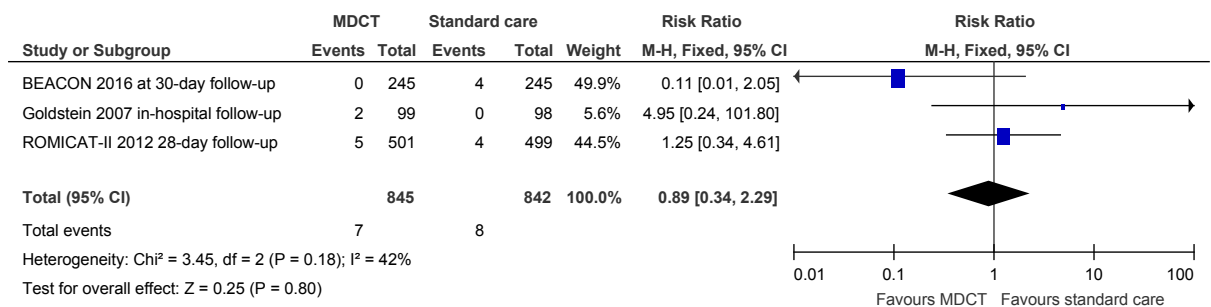 MDCT Standard care Risk Ratio Risk Ratio
Study or Subgroup Events Total Events Total Weight M-H, Fixed, 95% CI M-H, Fixed, 95% CI
BEACON 2016 at 30-day follow-up 0 245 4 245 49.9% 0.11 [0.01, 2.05]
Goldstein 2007 in-hospital follow-up 2 99 0 98 5.6% 4.95 [0.24, 101.80]
ROMICAT-II 2012 28-day follow-up 5 501 4 499 44.5% 1.25 [0.34, 4.61]
Total (95% CI) 845 842 100.0% 0.89 [0.34, 2.29]
Total events 7 8
Heterogeneity: Chi² = 3.45, df = 2 (P = 0.18); I² = 42%
Test for overall effect: Z = 0.25 (P = 0.80)
0.01 0.1 1 10 100
Favours MDCT Favours standard care